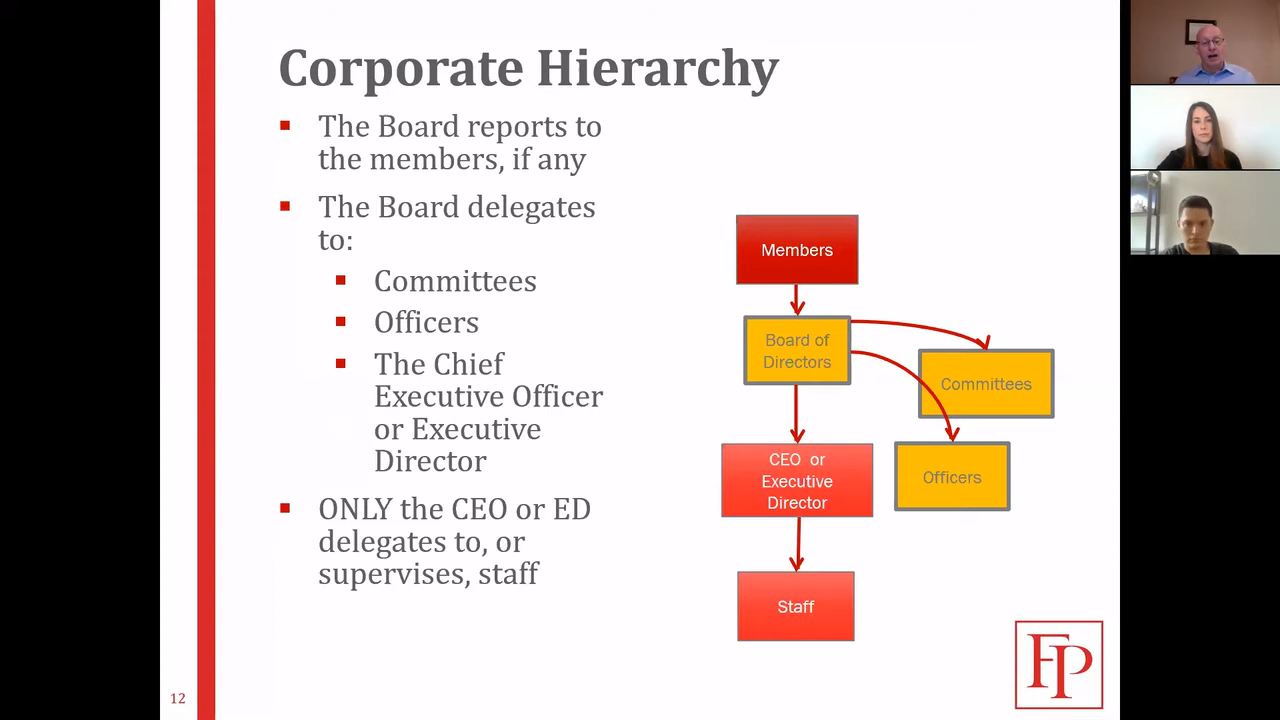 Corporate Hierarchy
The Board reports to
the members, if any
The Board delegates
to:
Committees
Officers
The Chief
Executive Officer
or Executive
Director
ONLY the CEO or ED
delegates to, or
supervises, staff
Members
Board of
Directors
Committees
CEO or
Executive
Director
Officers
Staff
FP
12